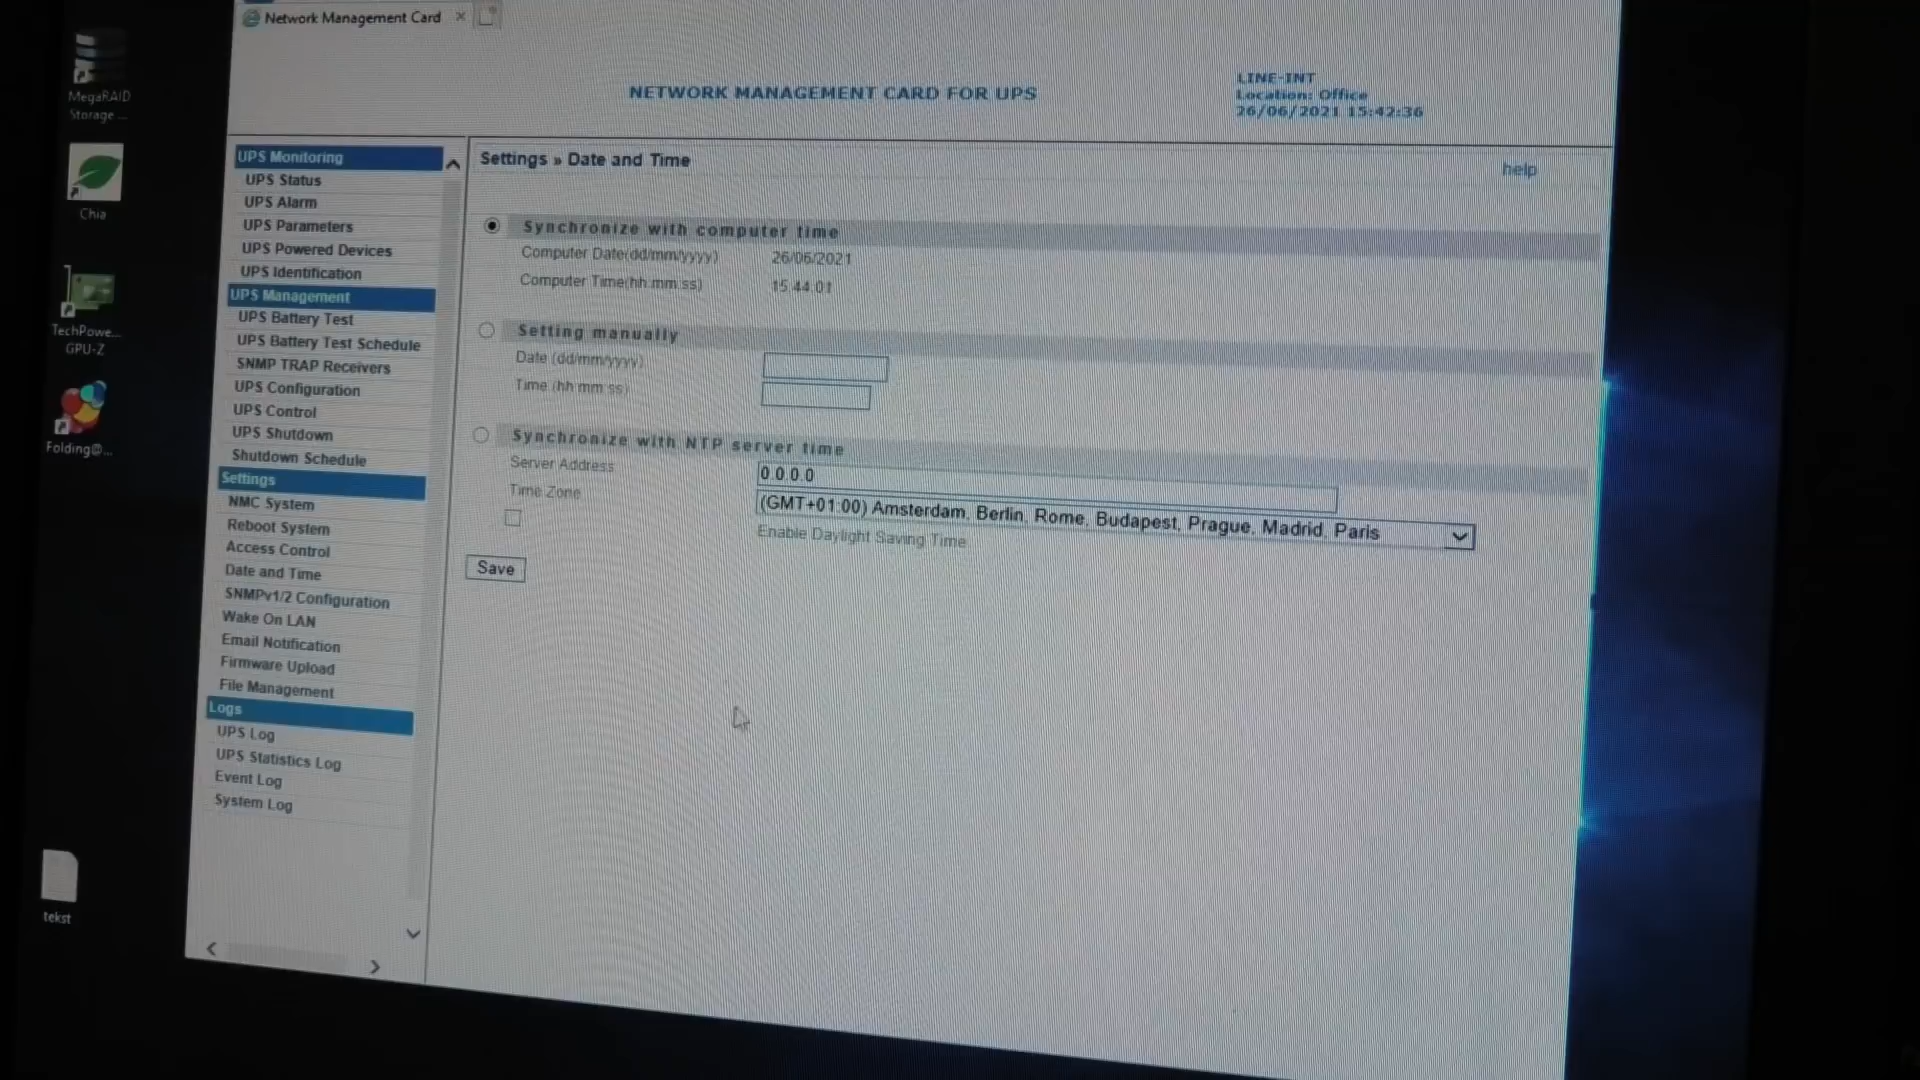 Network Management Card
MegaRAID
Storage ...
Chia
TechPowe...
GPU-Z
Folding@...
tekst
NETWORK MANAGEMENT CARD FOR UPS
LINE-INT
Location: Office
26/06/2021 15:42:36
UPS Monitoring
UPS Status
UPS Alarm
UPS Parameters
UPS Powered Devices
UPS Identification
UPS Management
UPS Battery Test
UPS Battery Test Schedule
SNMP TRAP Receivers
UPS Configuration
UPS Control
UPS Shutdown
Shutdown Schedule
Settings
NMC System
Reboot System
Access Control
Date and Time
SNMPv1/2 Configuration
Wake On LAN
Email Notification
Firmware Upload
File Management
Logs
UPS Log
UPS Statistics Log
Event Log
System Log
Settings » Date and Time
help
Synchronize with computer time
Computer Date(dd/mm/yyyy) 26/06/2021
Computer Time(hh:mm:ss) 15:44:01
Setting manually
Date (dd/mm/yyyy)
Time (hh:mm:ss)
Synchronize with NTP server time
Server Address 0.0.0.0
Time Zone (GMT+01:00) Amsterdam, Berlin, Rome, Budapest, Prague, Madrid, Paris
Enable Daylight Saving Time
Save